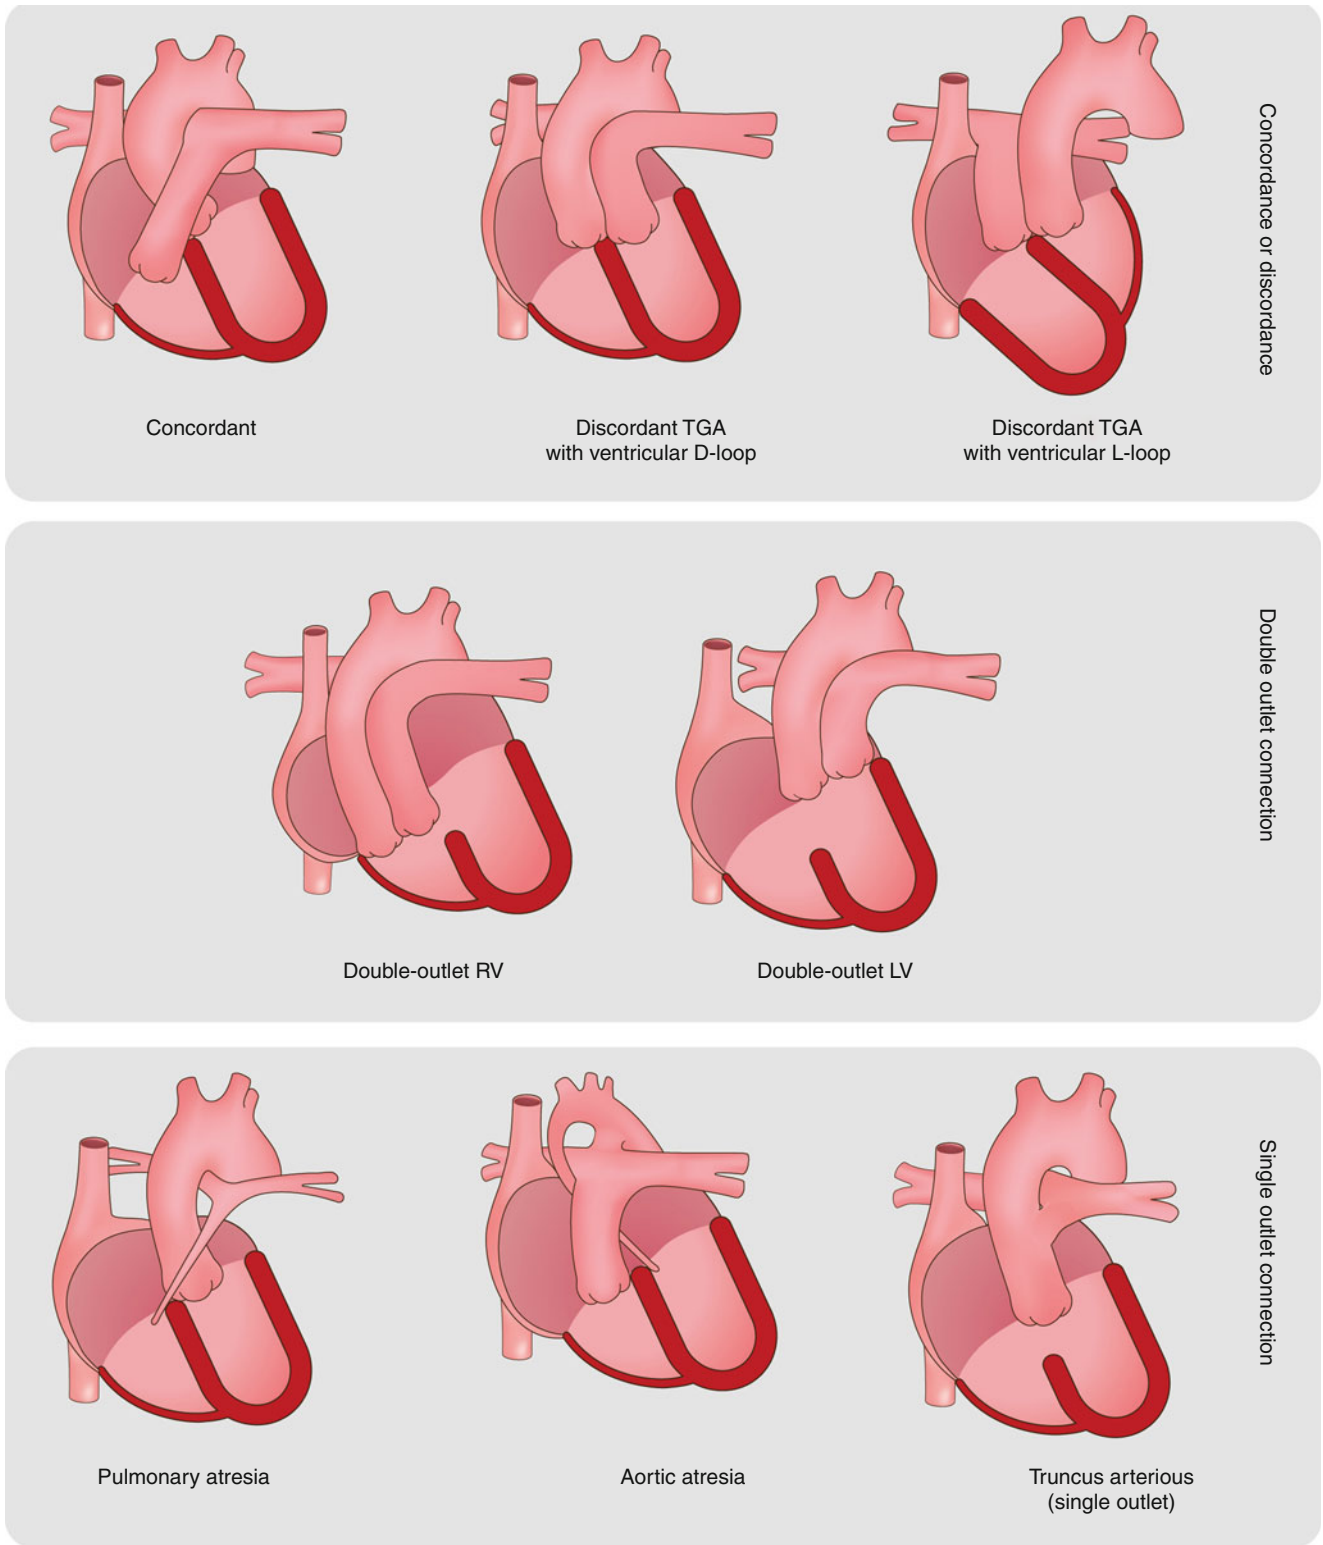 Concordance or discordance
Concordant
Discordant TGA
with ventricular D-loop
Discordant TGA
with ventricular L-loop
Double outlet connection
Double-outlet RV
Double-outlet LV
Single outlet connection
Pulmonary atresia
Aortic atresia
Truncus arterious
(single outlet)